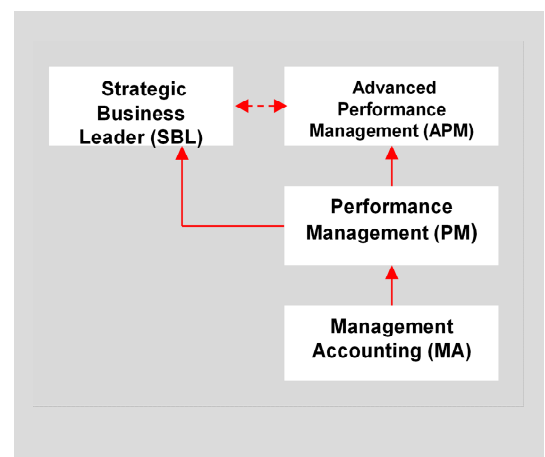 Strategic
Business
Leader (SBL)
Advanced
Performance
Management (APM)
Performance
Management (PM)
Management
Accounting (MA)